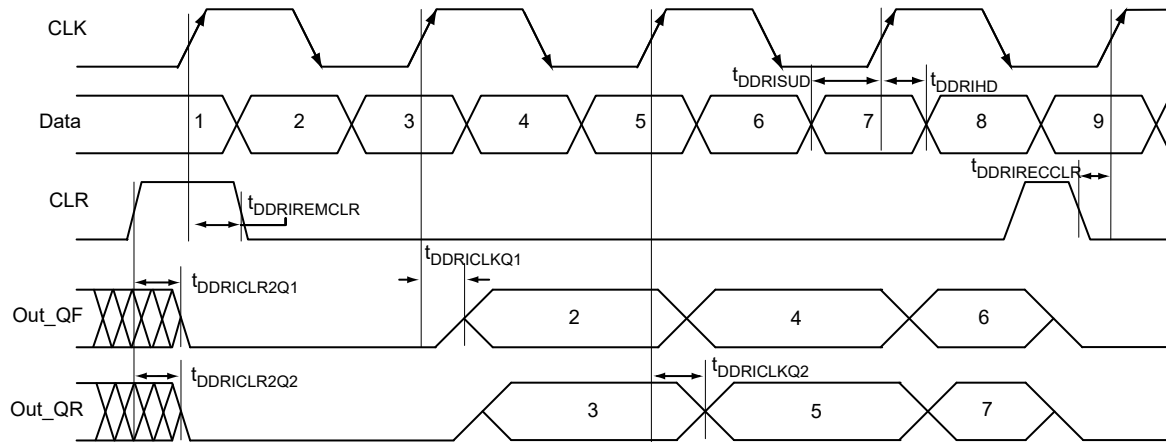 CLK
tDDRISUD
tDDRIHD
Data 1 2 3 4 5 6 7 8 9
tDDRIRECCLR
CLR
tDDRIREMCLR
tDDRICLKQ1
tDDRICLR2Q1
Out_QF 2 4 6
tDDRICLR2Q2
tDDRICLKQ2
Out_QR 3 5 7